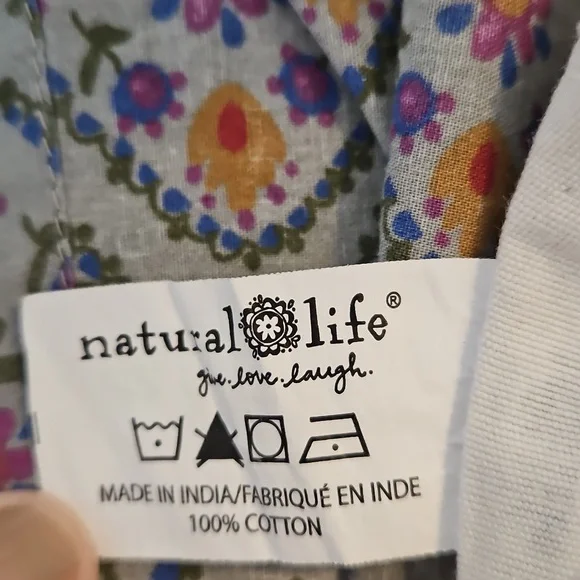 natural life®
give.love.laugh.
MADE IN INDIA/FABRIQUÉ EN INDE
100% COTTON